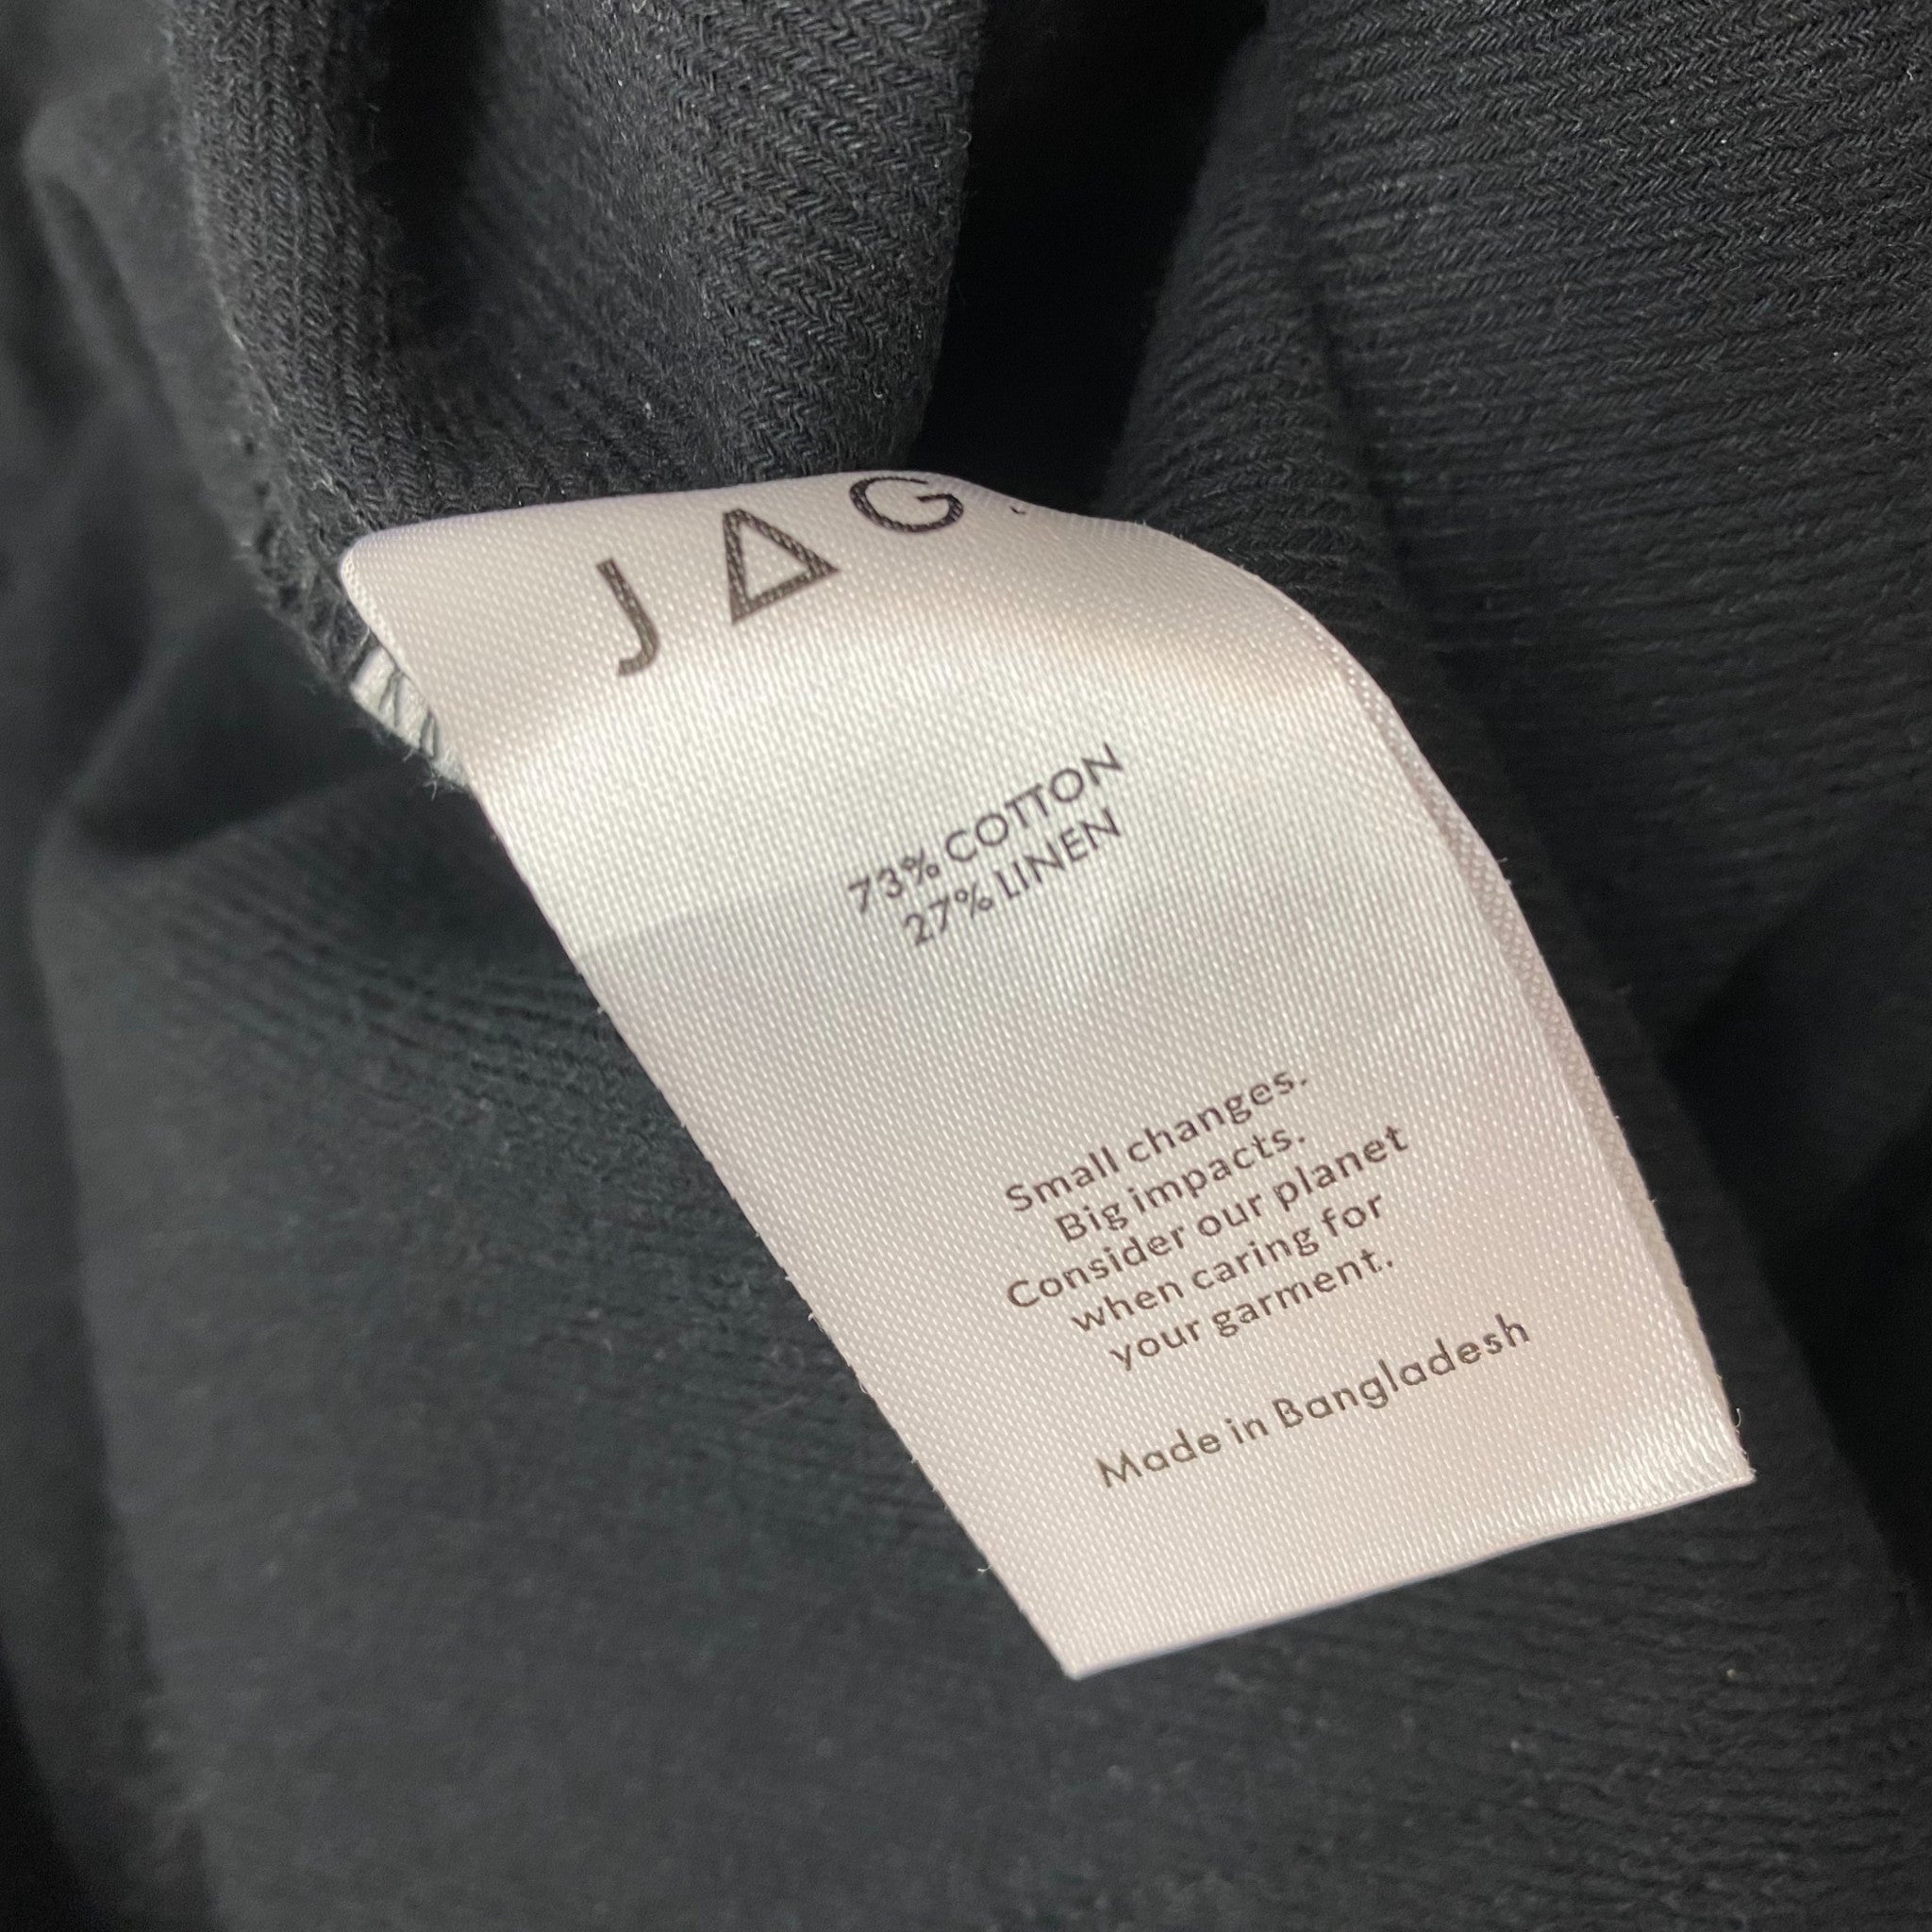 JAG.
73% COTTON
27% LINEN
Small changes.
Big impacts.
Consider our planet
when caring for
your garment.
Made in Bangladesh